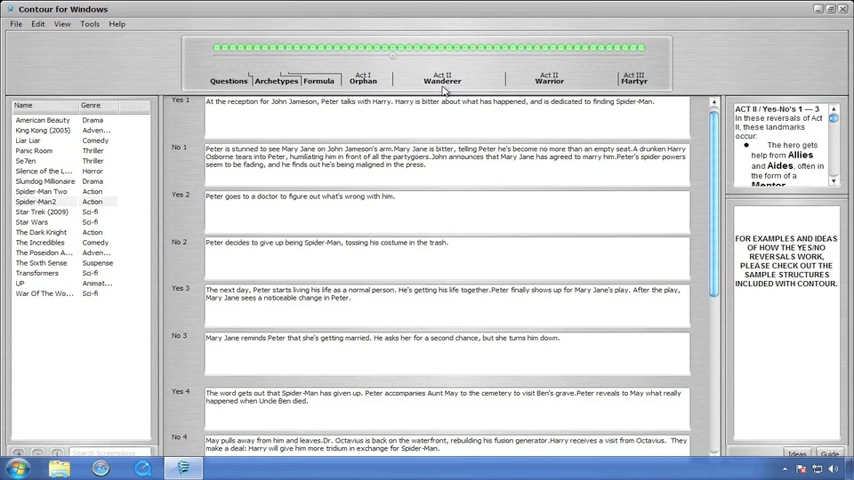 Contour for Windows
File Edit View Tools Help
Act I Act II Act II Act III
Questions Archetypes Formula Orphan Wanderer Warrior Martyr
Name Genre
American Beauty Drama
King Kong (2005) Adven...
Liar Liar Comedy
Panic Room Thriller
Se7en Thriller
Silence of the L... Horror
Slumdog Millionaire Drama
Spider-Man Two Action
Spider-Man2 Action
Star Trek (2009) Sci-fi
Star Wars Sci-fi
The Dark Knight Action
The Incredibles Comedy
The Poseidon A... Adven...
The Sixth Sense Suspense
Transformers Sci-fi
UP Animat...
War Of The Wo... Sci-fi
Search Screenplays
Yes 1
At the reception for John Jameson, Peter talks with Harry. Harry is bitter about what has happened, and is dedicated to finding Spider-Man.
No 1
Peter is stunned to see Mary Jane on John Jameson's arm.Mary Jane is bitter, telling Peter he's become no more than an empty seat.A drunken Harry
Osborne tears into Peter, humiliating him in front of all the partygoers.John announces that Mary Jane has agreed to marry him.Peter's spider powers
seem to be fading, and he finds out he's being maligned in the press.
Yes 2
Peter goes to a doctor to figure out what's wrong with him.
No 2
Peter decides to give up being Spider-Man, tossing his costume in the trash.
Yes 3
The next day, Peter starts living his life as a normal person. He's getting his life together.Peter finally shows up for Mary Jane's play. After the play,
Mary Jane sees a noticeable change in Peter.
No 3
Mary Jane reminds Peter that she's getting married. He asks her for a second chance, but she turns him down.
Yes 4
The word gets out that Spider-Man has given up. Peter accompanies Aunt May to the cemetery to visit Ben's grave.Peter reveals to May what really
happened when Uncle Ben died.
No 4
May pulls away from him and leaves.Dr. Octavius is back on the waterfront, rebuilding his fusion generator.Harry receives a visit from Octavius. They
make a deal: Harry will give him more tridium in exchange for Spider-Man.
ACT II / Yes-No's 1 — 3
In these reversals of Act
II, these landmarks
occur:
● The hero gets
help from Allies
and Aides, often in
the form of a
Mentor
FOR EXAMPLES AND IDEAS
OF HOW THE YES/NO
REVERSALS WORK,
PLEASE CHECK OUT THE
SAMPLE STRUCTURES
INCLUDED WITH CONTOUR.
Ideas Guide